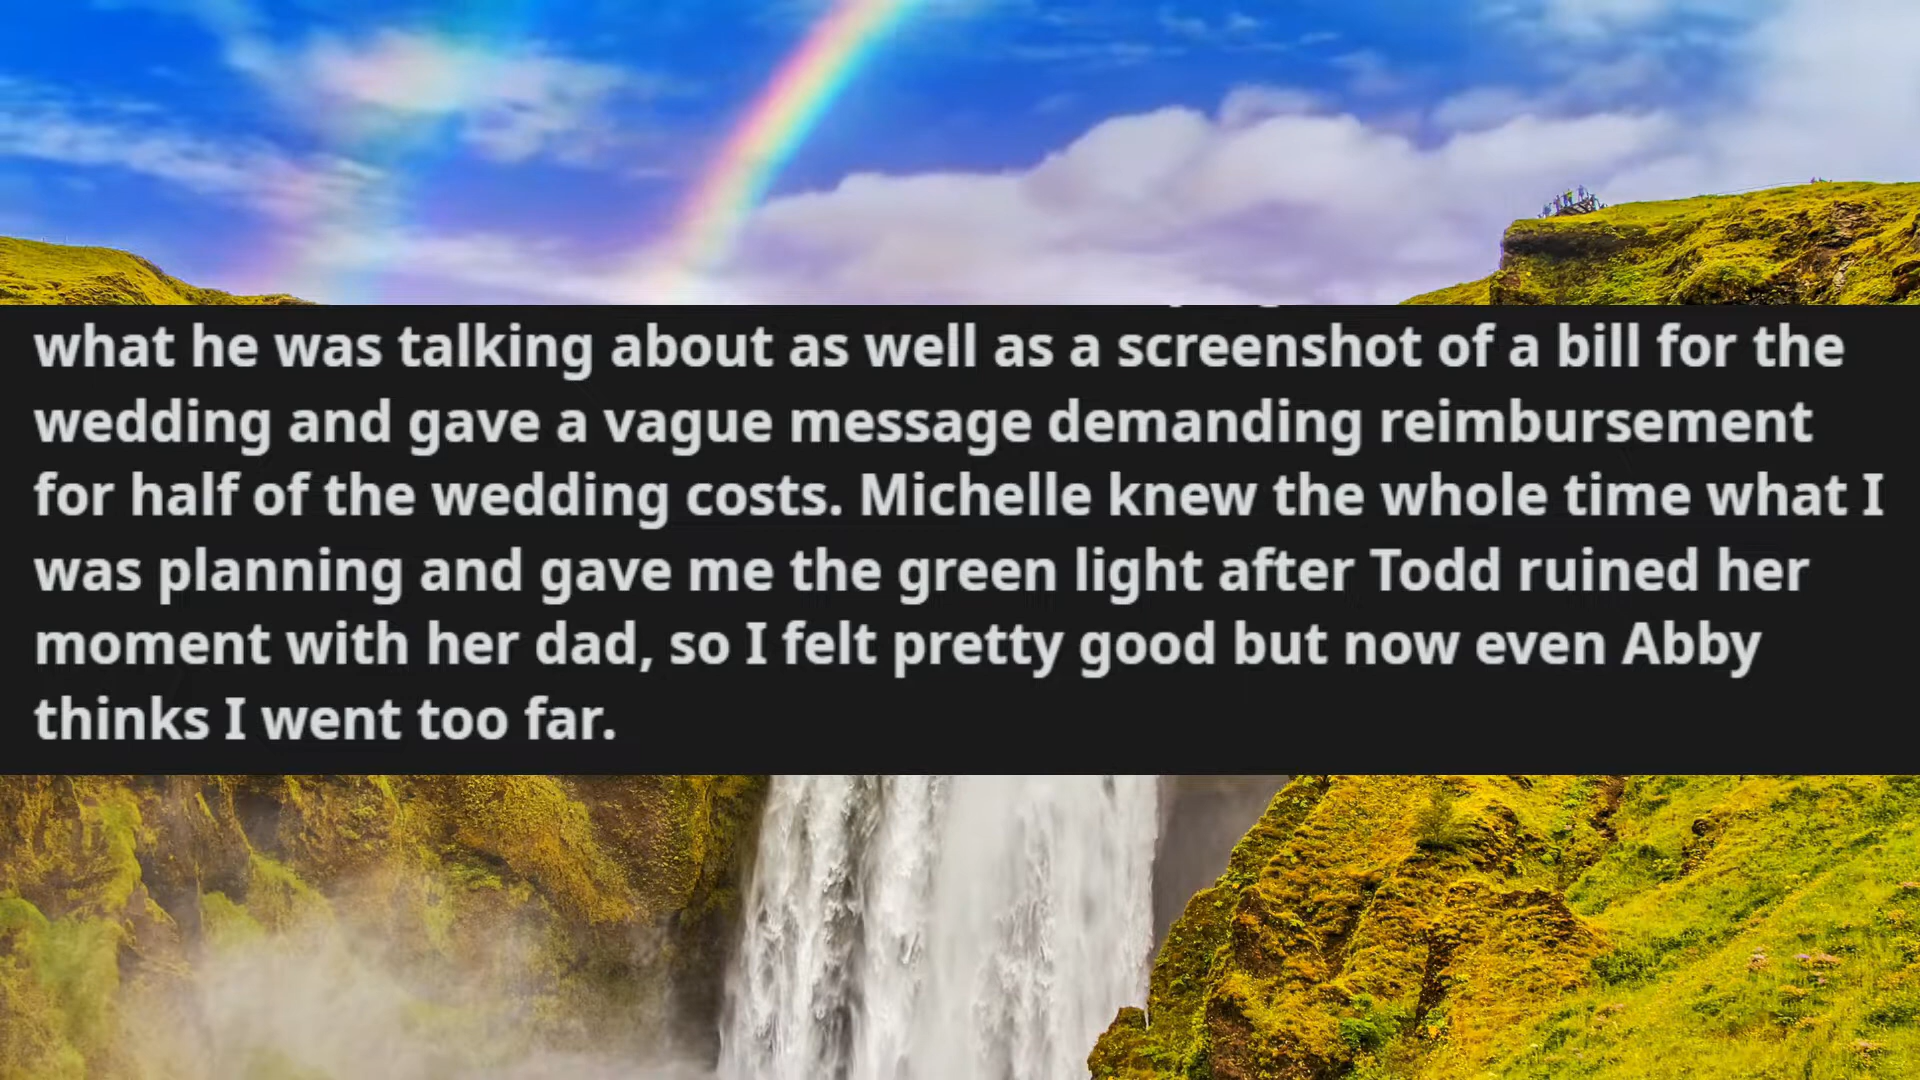 what he was talking about as well as a screenshot of a bill for the
wedding and gave a vague message demanding reimbursement
for half of the wedding costs. Michelle knew the whole time what I
was planning and gave me the green light after Todd ruined her
moment with her dad, so I felt pretty good but now even Abby
thinks I went too far.